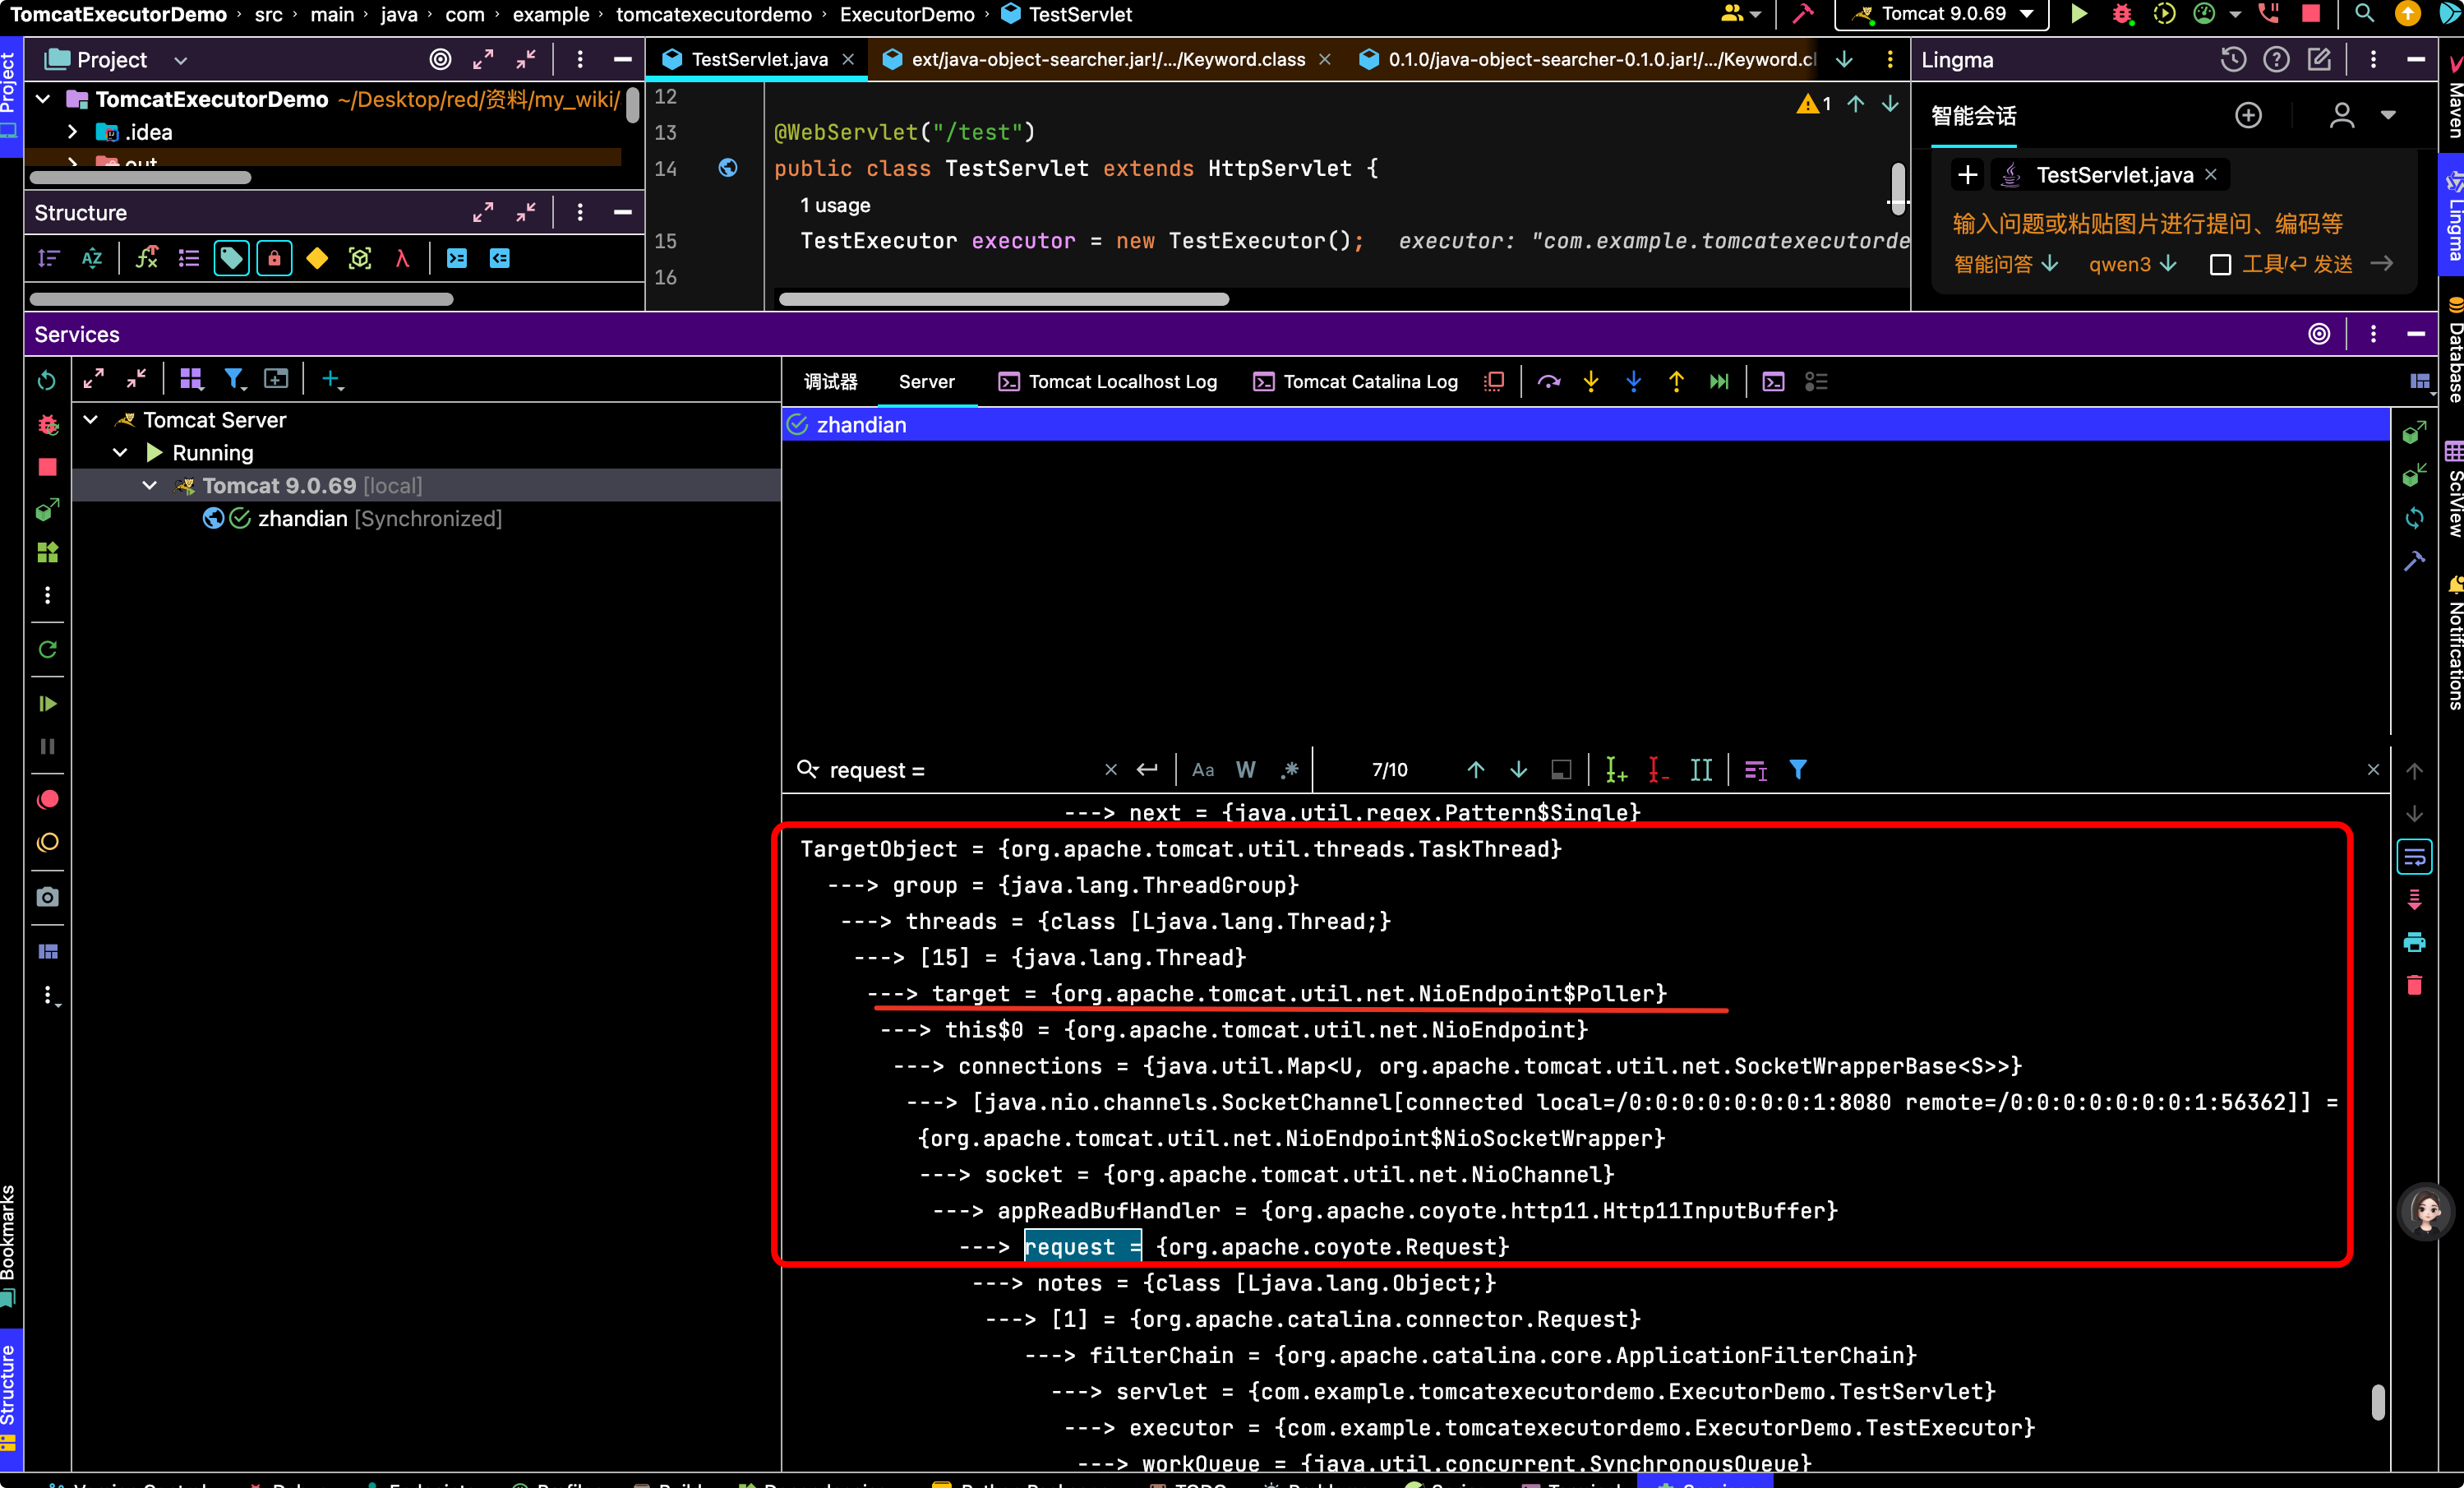 TomcatExecutorDemo › src › main › java › com › example › tomcatexecutordemo › ExecutorDemo › TestServlet
Tomcat 9.0.69
Project
TestServlet.java
ext/java-object-searcher.jar!/.../Keyword.class
0.1.0/java-object-searcher-0.1.0.jar!/.../Keyword.cl
Lingma
TomcatExecutorDemo ~/Desktop/red/资料/my_wiki/
.idea
out
Structure
12
13 @WebServlet("/test")
14 public class TestServlet extends HttpServlet {
1 usage
15 TestExecutor executor = new TestExecutor(); executor: "com.example.tomcatexecutorde
16
1
智能会话
TestServlet.java
输入问题或粘贴图片进行提问、编码等
智能问答 qwen3 工具 发送
Services
调试器 Server Tomcat Localhost Log Tomcat Catalina Log
Tomcat Server
Running
Tomcat 9.0.69 [local]
zhandian [Synchronized]
zhandian
request = Aa W .* 7/10
---> next = {java.util.regex.Pattern$Single}
TargetObject = {org.apache.tomcat.util.threads.TaskThread}
---> group = {java.lang.ThreadGroup}
---> threads = {class [Ljava.lang.Thread;}
---> [15] = {java.lang.Thread}
---> target = {org.apache.tomcat.util.net.NioEndpoint$Poller}
---> this$0 = {org.apache.tomcat.util.net.NioEndpoint}
---> connections = {java.util.Map<U, org.apache.tomcat.util.net.SocketWrapperBase<S>>}
---> [java.nio.channels.SocketChannel[connected local=/0:0:0:0:0:0:0:1:8080 remote=/0:0:0:0:0:0:0:1:56362]] =
{org.apache.tomcat.util.net.NioEndpoint$NioSocketWrapper}
---> socket = {org.apache.tomcat.util.net.NioChannel}
---> appReadBufHandler = {org.apache.coyote.http11.Http11InputBuffer}
---> request = {org.apache.coyote.Request}
---> notes = {class [Ljava.lang.Object;}
---> [1] = {org.apache.catalina.connector.Request}
---> filterChain = {org.apache.catalina.core.ApplicationFilterChain}
---> servlet = {com.example.tomcatexecutordemo.ExecutorDemo.TestServlet}
---> executor = {com.example.tomcatexecutordemo.ExecutorDemo.TestExecutor}
---> workQueue = {java.util.concurrent.SynchronousQueue}
Project
Bookmarks
Structure
Maven
Lingma
Database
SciView
Notifications